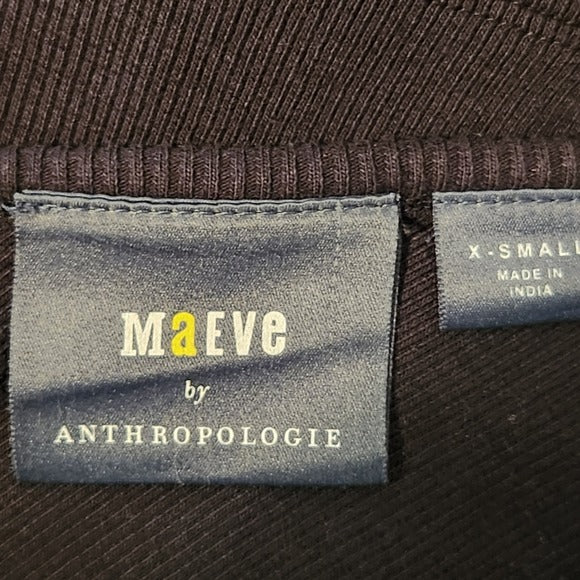 MaEVe
by
ANTHROPOLOGIE
X-SMALL
MADE IN
INDIA